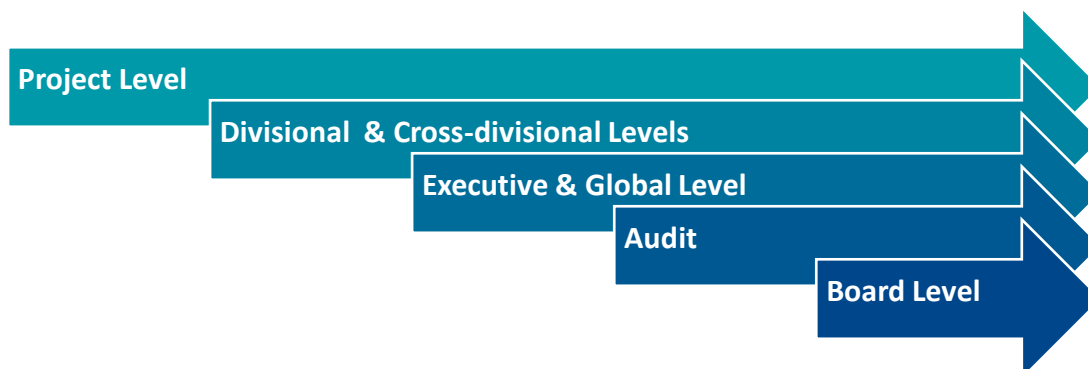 Project Level
Divisional & Cross-divisional Levels
Executive & Global Level
Audit
Board Level